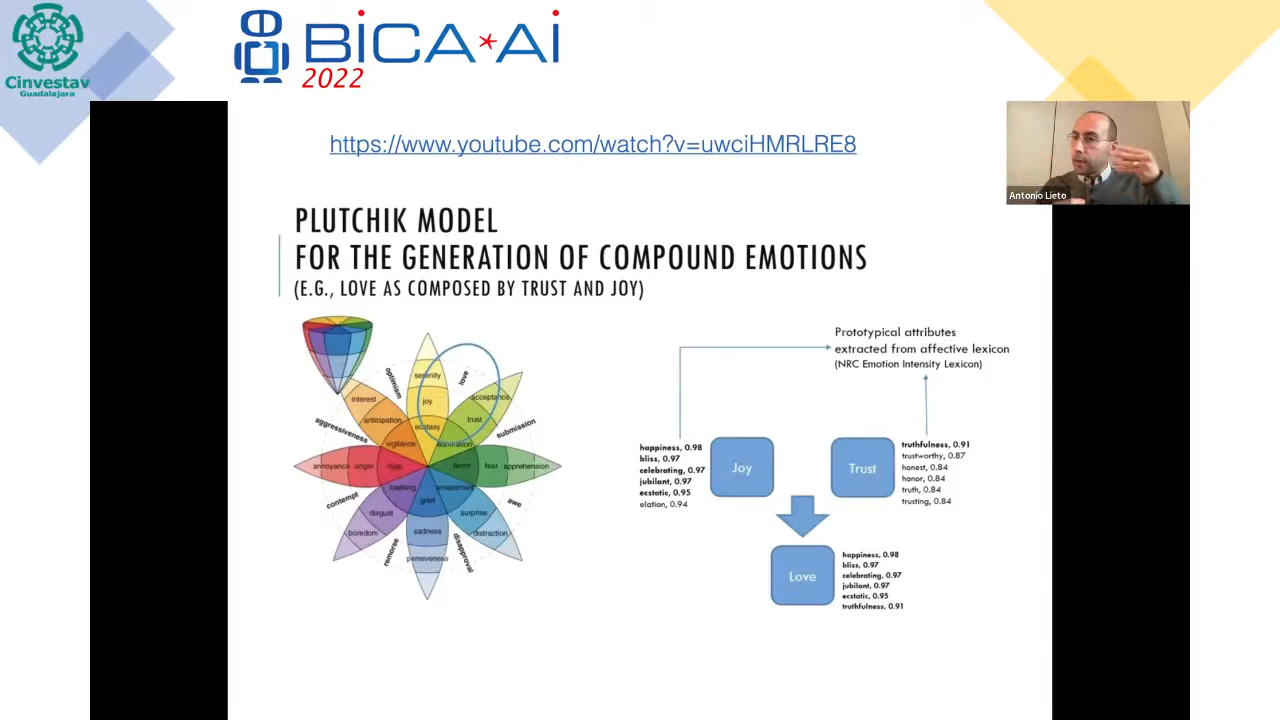 Cinvestav
Guadalajara
BiCA*Ai
2022
https://www.youtube.com/watch?v=uwciHMRLRE8
Antonio Lieto
PLUTCHIK MODEL
FOR THE GENERATION OF COMPOUND EMOTIONS
(E.G., LOVE AS COMPOSED BY TRUST AND JOY)
optimism
serenity
love
interest
joy
acceptance
anticipation
ecstasy
trust
aggressiveness
vigilance
admiration
submission
annoyance
anger
rage
terror
fear
apprehension
contempt
loathing
grief
amazement
awe
disgust
surprise
boredom
sadness
distraction
remorse
pensiveness
disapproval
Prototypical attributes
extracted from affective lexicon
(NRC Emotion Intensity Lexicon)
happiness, 0.98
bliss, 0.97
celebrating, 0.97
jubilant, 0.97
ecstatic, 0.95
elation, 0.94
Joy
Trust
truthfulness, 0.91
trustworthy, 0.87
honest, 0.84
honor, 0.84
truth, 0.84
trusting, 0.84
Love
happiness, 0.98
bliss, 0.97
celebrating, 0.97
jubilant, 0.97
ecstatic, 0.95
truthfulness, 0.91